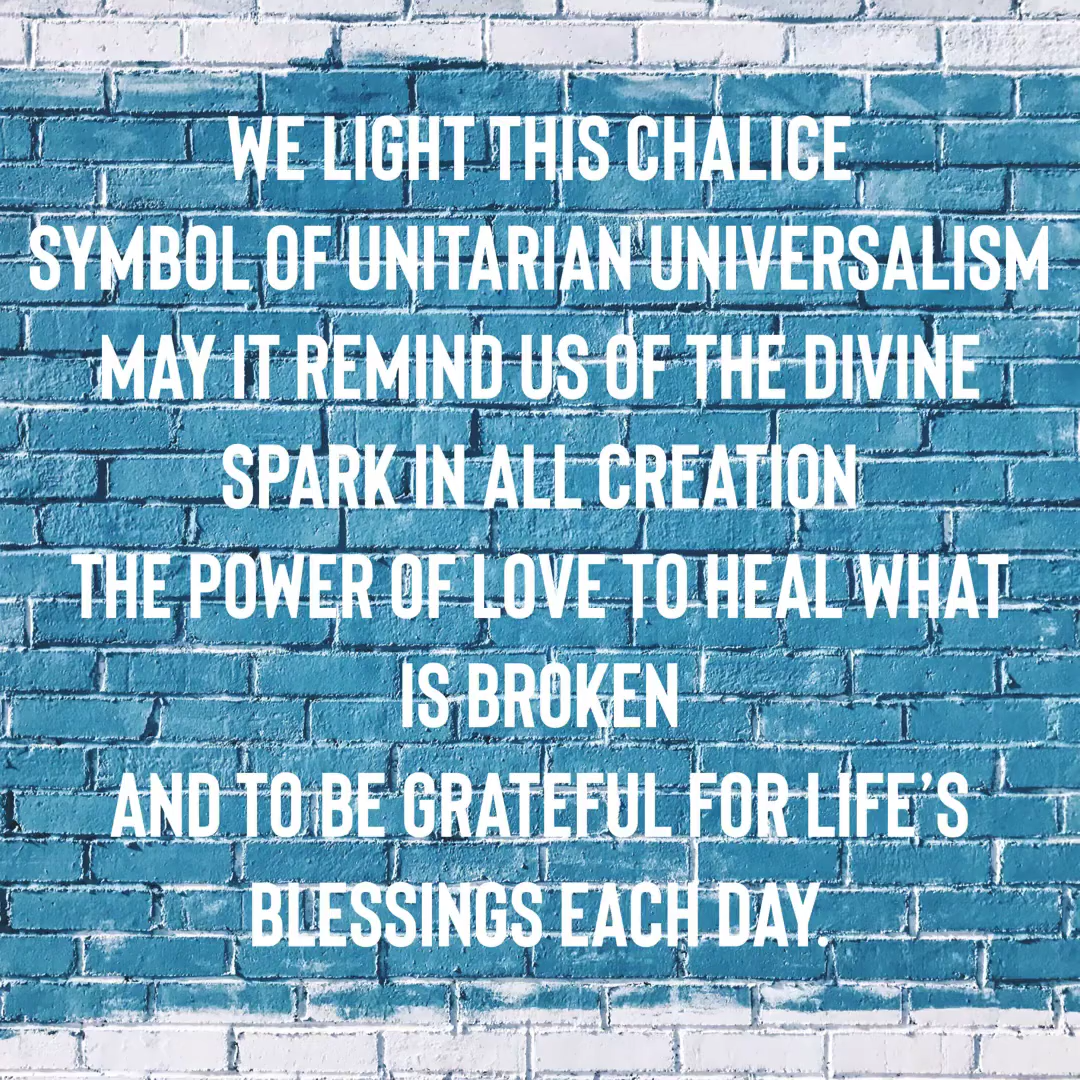 WE LIGHT THIS CHALICE
SYMBOL OF UNITARIAN UNIVERSALISM
MAY IT REMIND US OF THE DIVINE
SPARK IN ALL CREATION
THE POWER OF LOVE TO HEAL WHAT
IS BROKEN
AND TO BE GRATEFUL FOR LIFE’S
BLESSINGS EACH DAY.